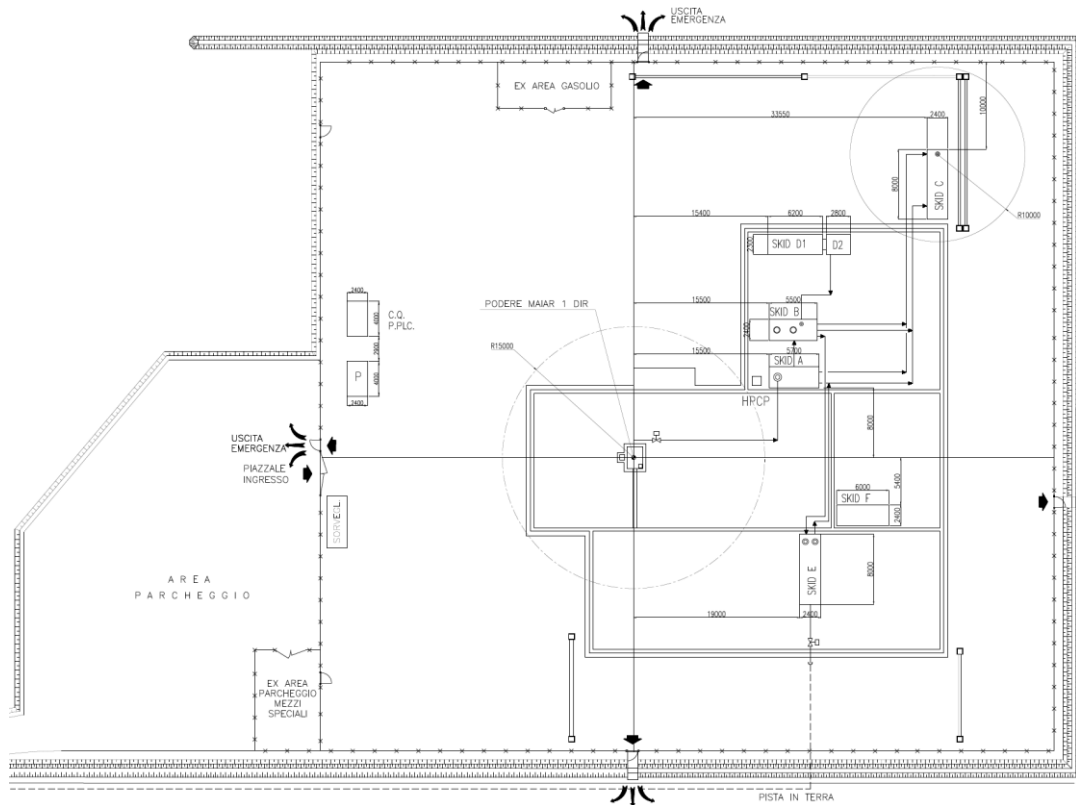 USCITA
EMERGENZA
EX AREA GASOLIO
33550
2400
10000
8000
SKID C
R10000
15400
6200
2800
2300
SKID D1
D2
2400
4000
C.Q.
P.PLC.
2900
P
4000
2400
PODERE MAIAR 1 DIR
R15000
15500
5500
SKID B
2400
15500
5700
SKID A
HPCP
8000
USCITA
EMERGENZA
PIAZZALE
INGRESSO
SORVEGL.
6000
SKID F
5400
2400
AREA
PARCHEGGIO
SKID E
8000
19000
2400
EX AREA
PARCHEGGIO
MEZZI
SPECIALI
PISTA IN TERRA